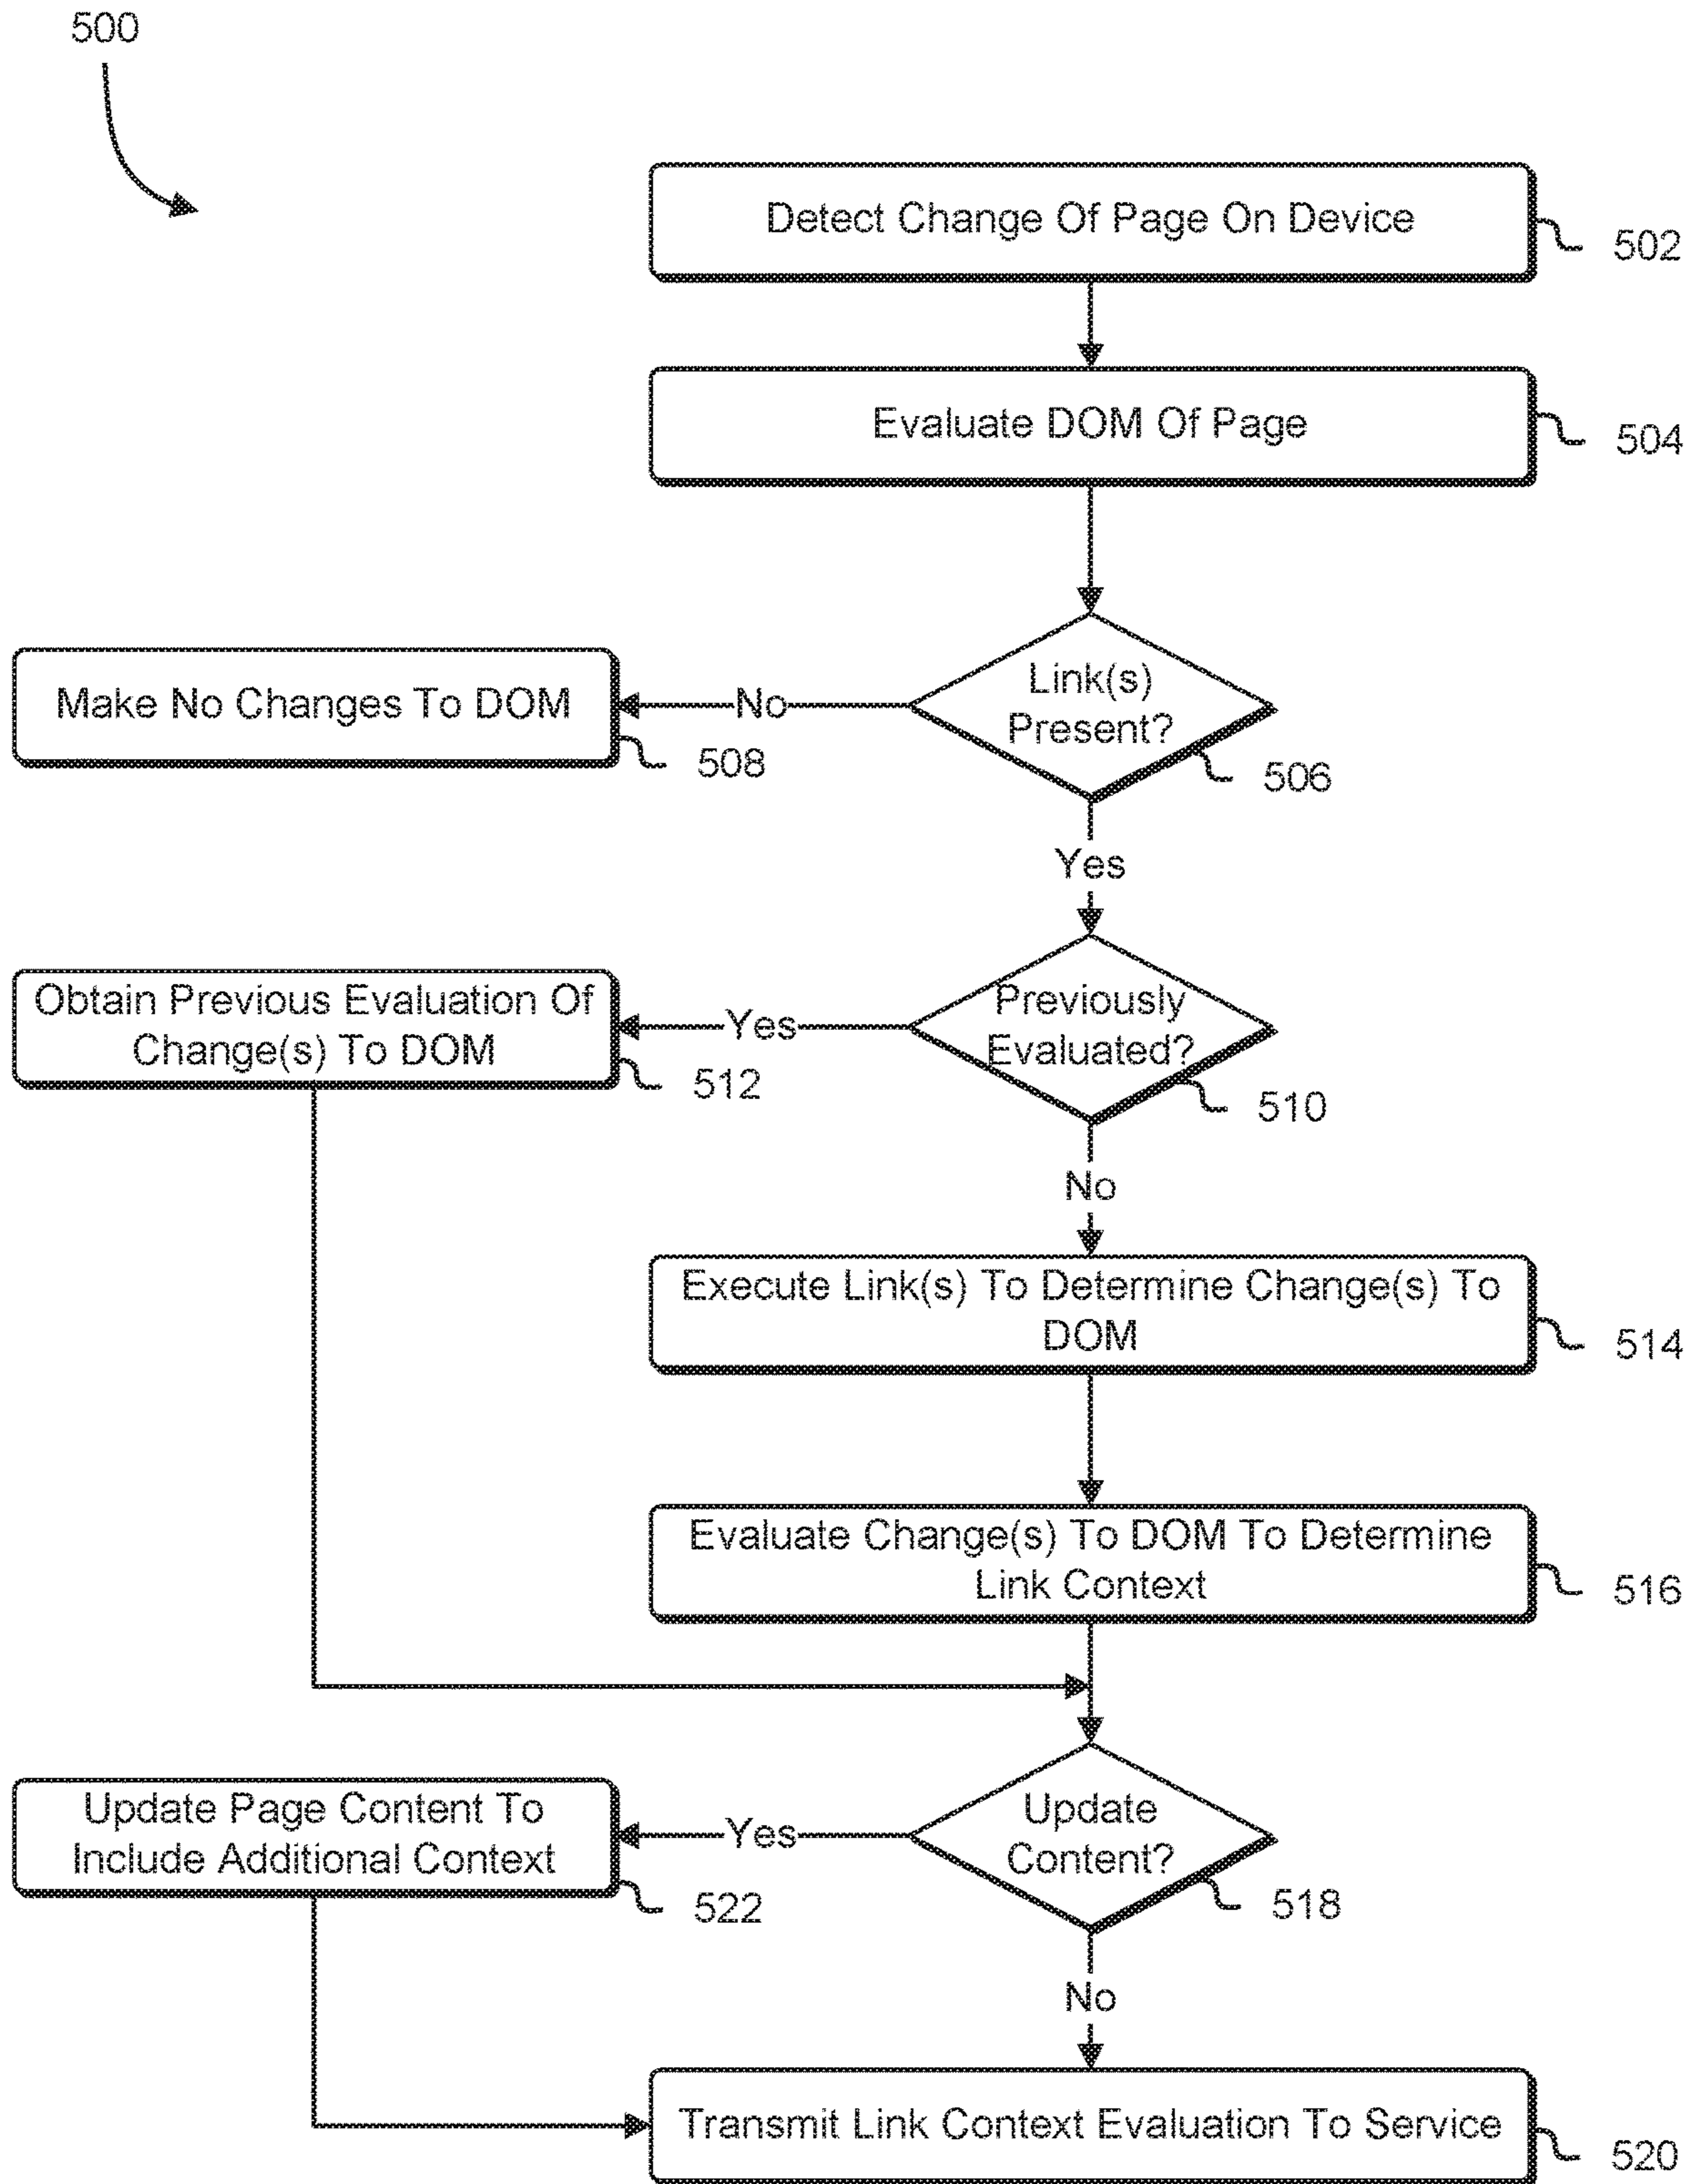 500
Detect Change Of Page On Device
502
Evaluate DOM Of Page
504
Link(s)
Present?
506
No
Make No Changes To DOM
508
Yes
Previously
Evaluated?
510
Yes
Obtain Previous Evaluation Of
Change(s) To DOM
512
No
Execute Link(s) To Determine Change(s) To
DOM
514
Evaluate Change(s) To DOM To Determine
Link Context
516
Update
Content?
518
Yes
Update Page Content To
Include Additional Context
522
No
Transmit Link Context Evaluation To Service
520